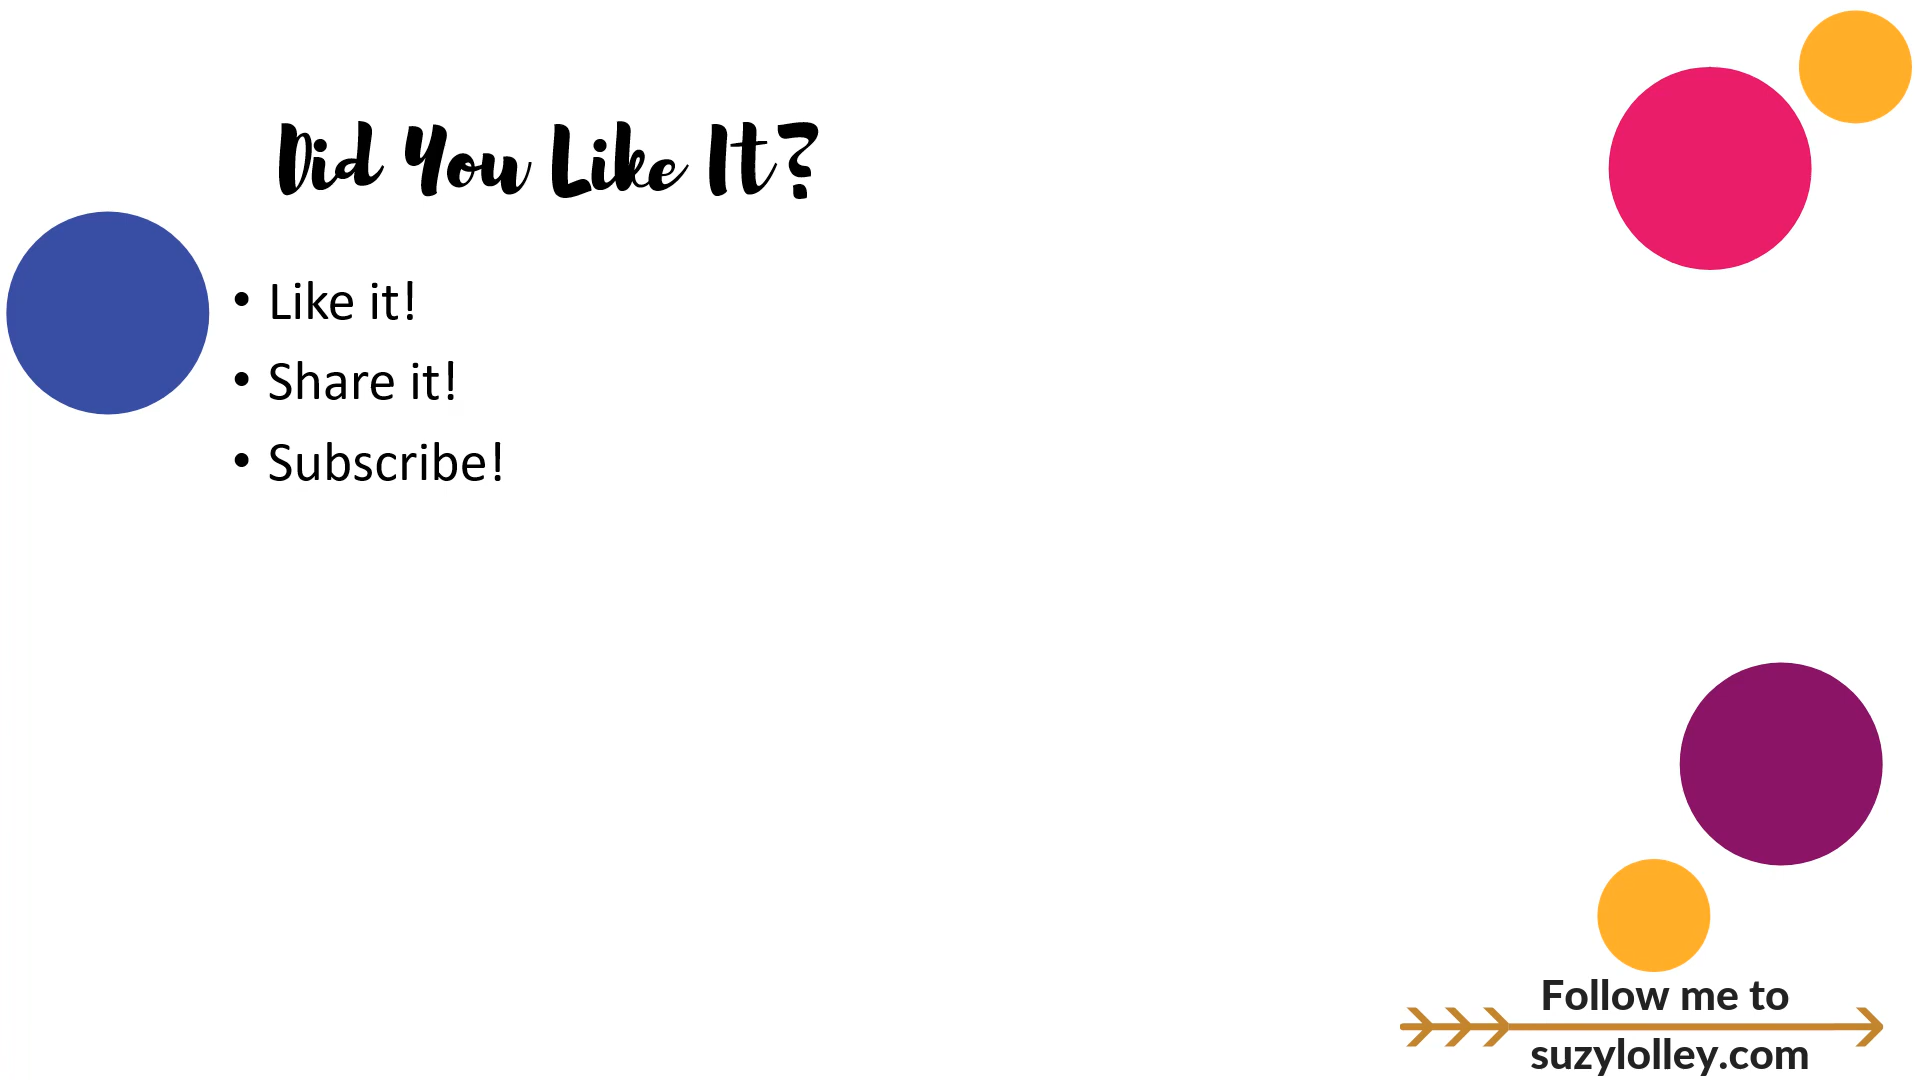 Did You Like It?
• Like it!
• Share it!
• Subscribe!
Follow me to
suzylolley.com